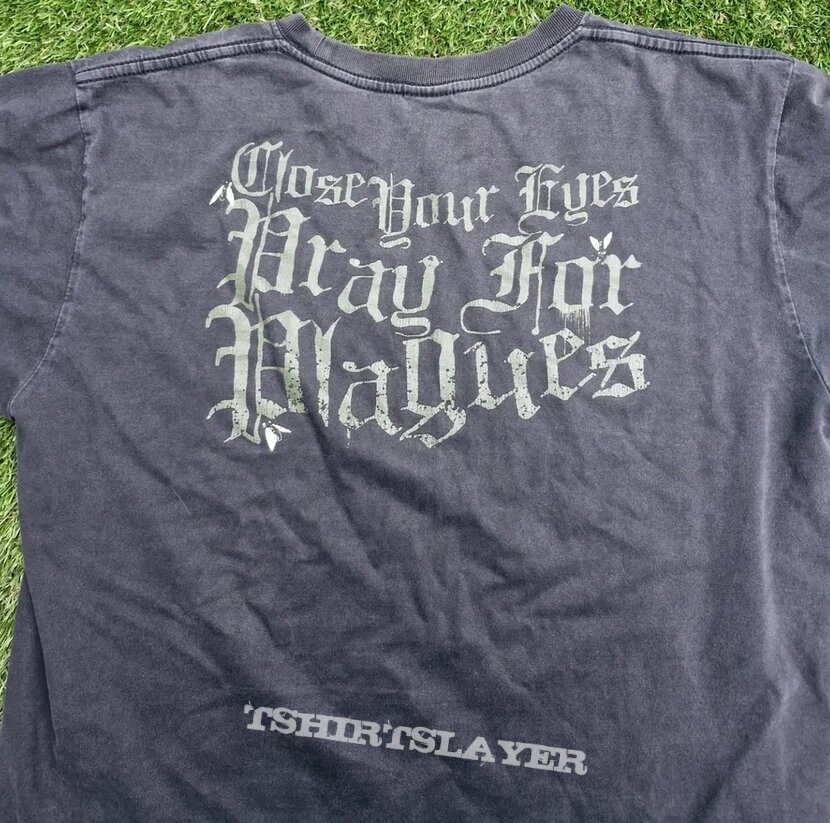 Close Your Eyes
Pray For
Plagues
TSHIRTSLAYER